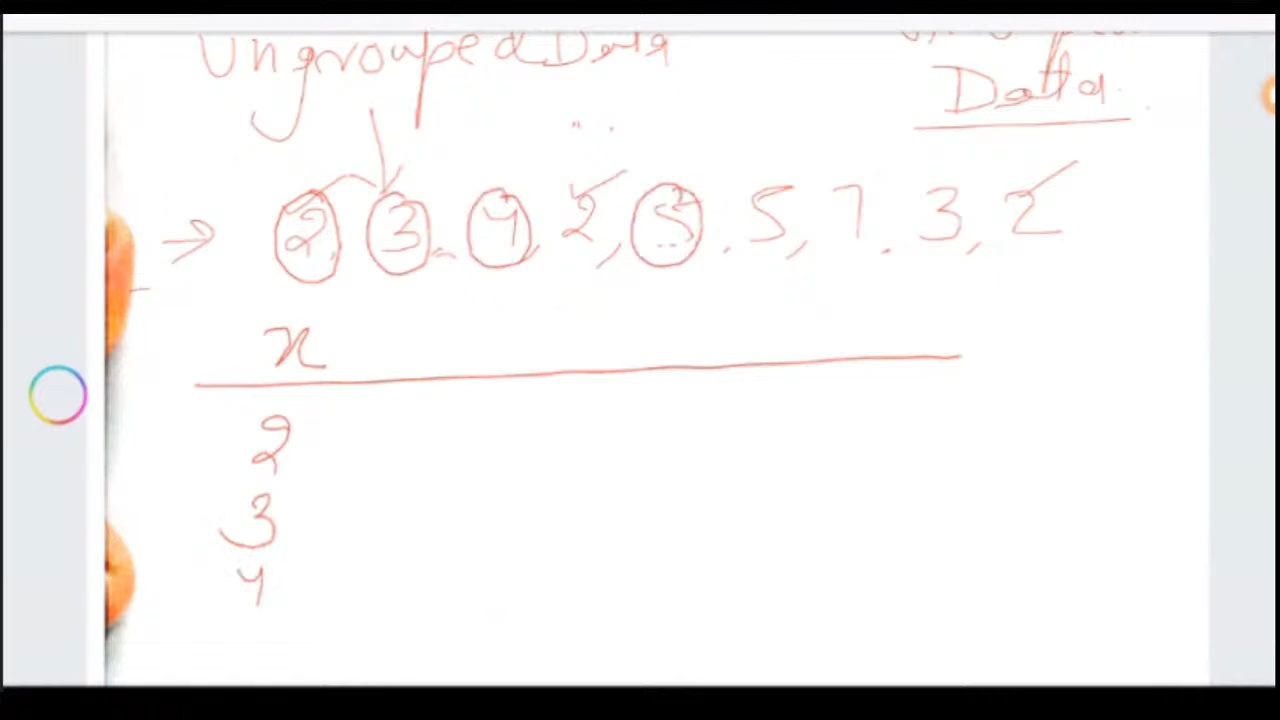 Ungrouped Data
Data
→ 2, 3, 4, 2, 5, 5, 7, 3, 2
x
2
3
4